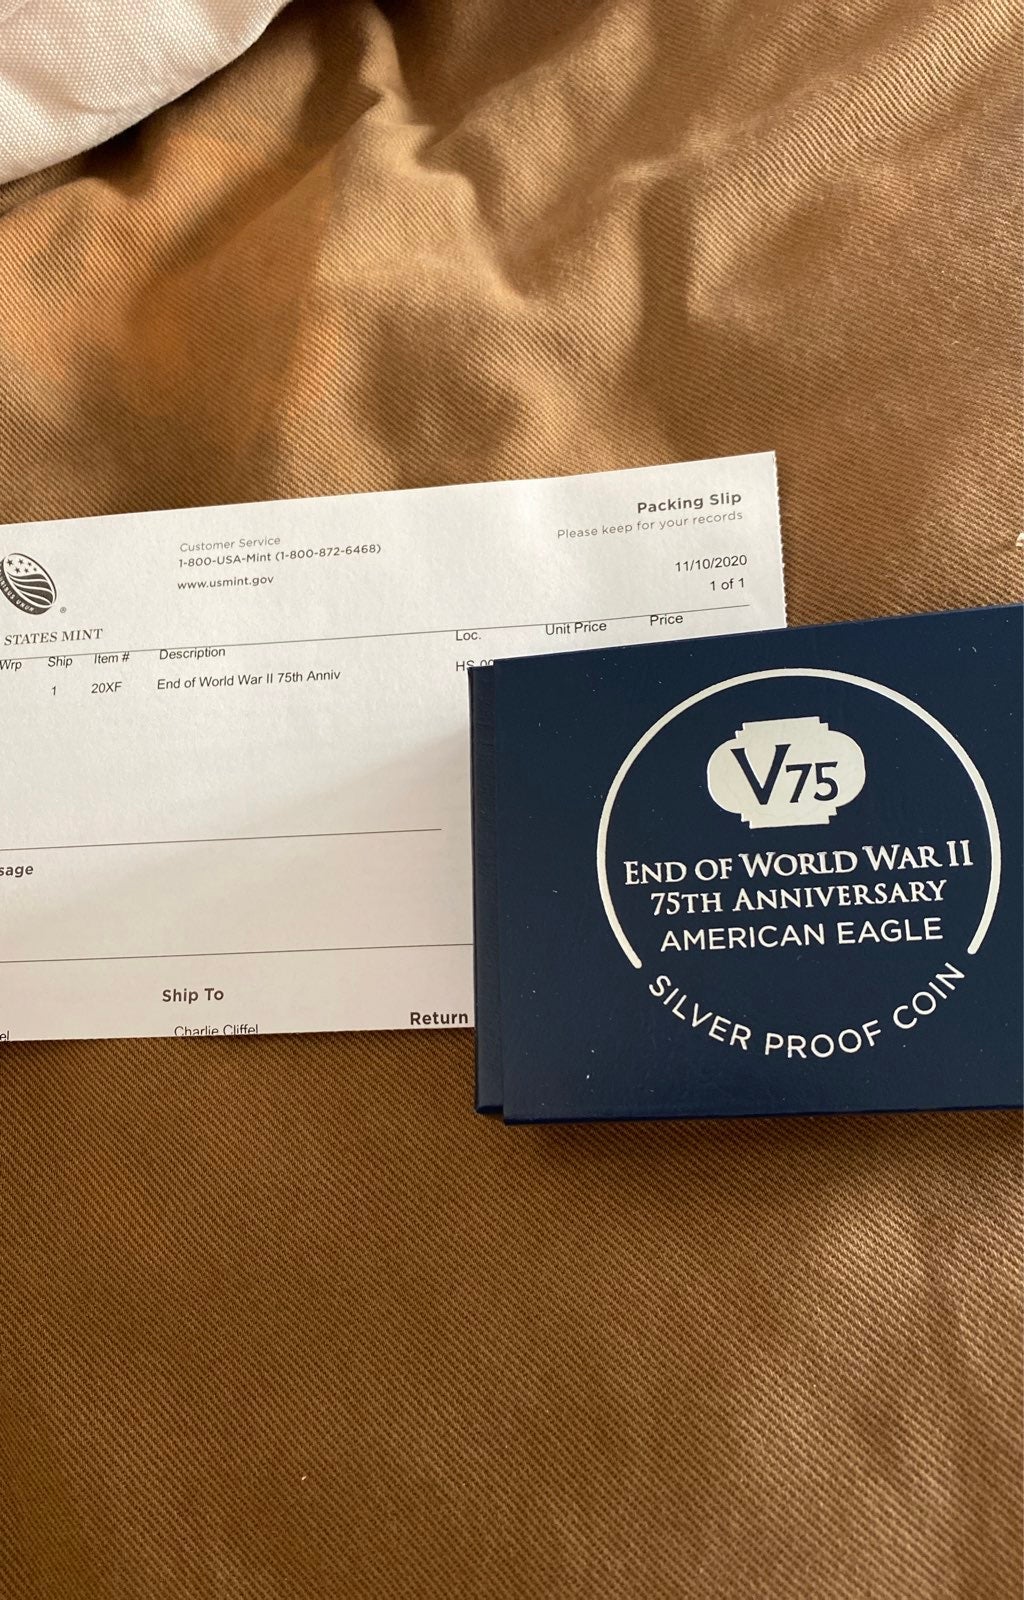 Packing Slip
Please keep for your records
Customer Service
1-800-USA-Mint (1-800-872-6468)
www.usmint.gov
11/10/2020
1 of 1
STATES MINT
Wrp Ship Item # Description Loc. Unit Price Price
1 20XF End of World War II 75th Anniv HS
sage
Ship To
Return
Charlie Cliffel
el
V75
END OF WORLD WAR II
75TH ANNIVERSARY
AMERICAN EAGLE
SILVER PROOF COIN